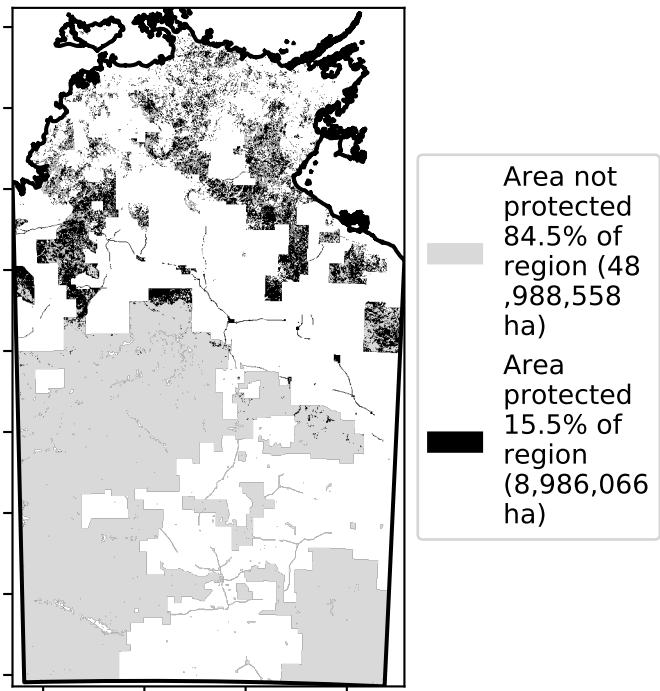 Area not
protected
84.5% of
region (48
,988,558
ha)
Area
protected
15.5% of
region
(8,986,066
ha)